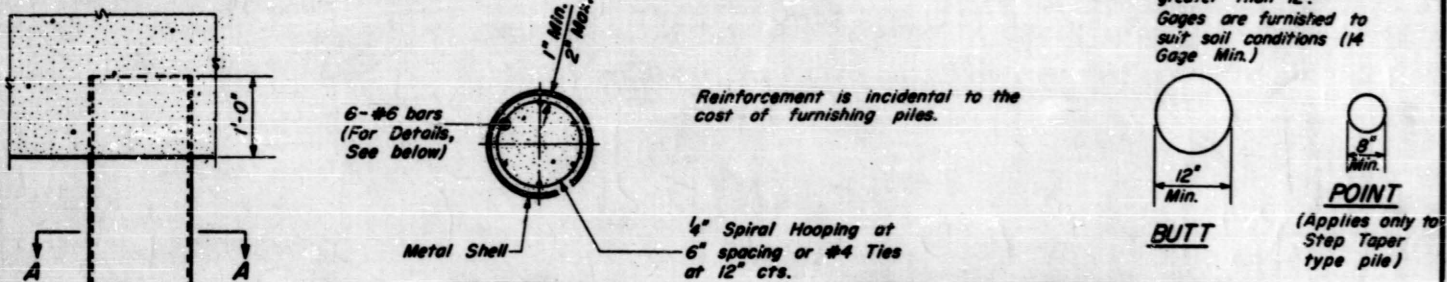 1'-0"
A
A
1" Min.
2" Max.
6-#6 bars
(For Details,
See below)
Metal Shell
Reinforcement is incidental to the
cost of furnishing piles.
¼" Spiral Hooping at
6" spacing or #4 Ties
at 12" cts.
greater than 12".
Gages are furnished to
suit soil conditions (14
Gage Min.)
12"
Min.
BUTT
8"
Min.
POINT
(Applies only to
Step Taper
type pile)